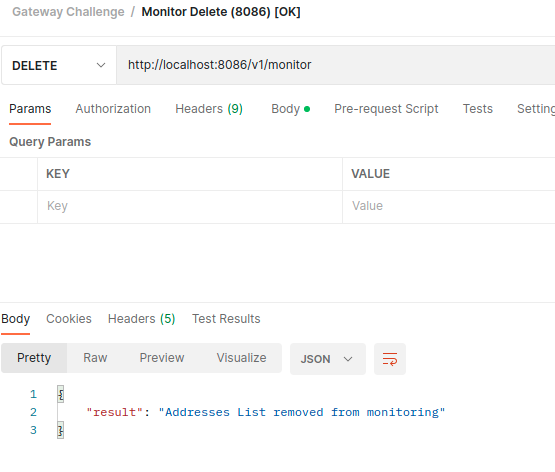 Gateway Challenge / Monitor Delete (8086) [OK]
DELETE http://localhost:8086/v1/monitor
Params Authorization Headers (9) Body Pre-request Script Tests Setting
Query Params
KEY VALUE
Key Value
Body Cookies Headers (5) Test Results
Pretty Raw Preview Visualize JSON
1 {
2 "result": "Addresses List removed from monitoring"
3 }